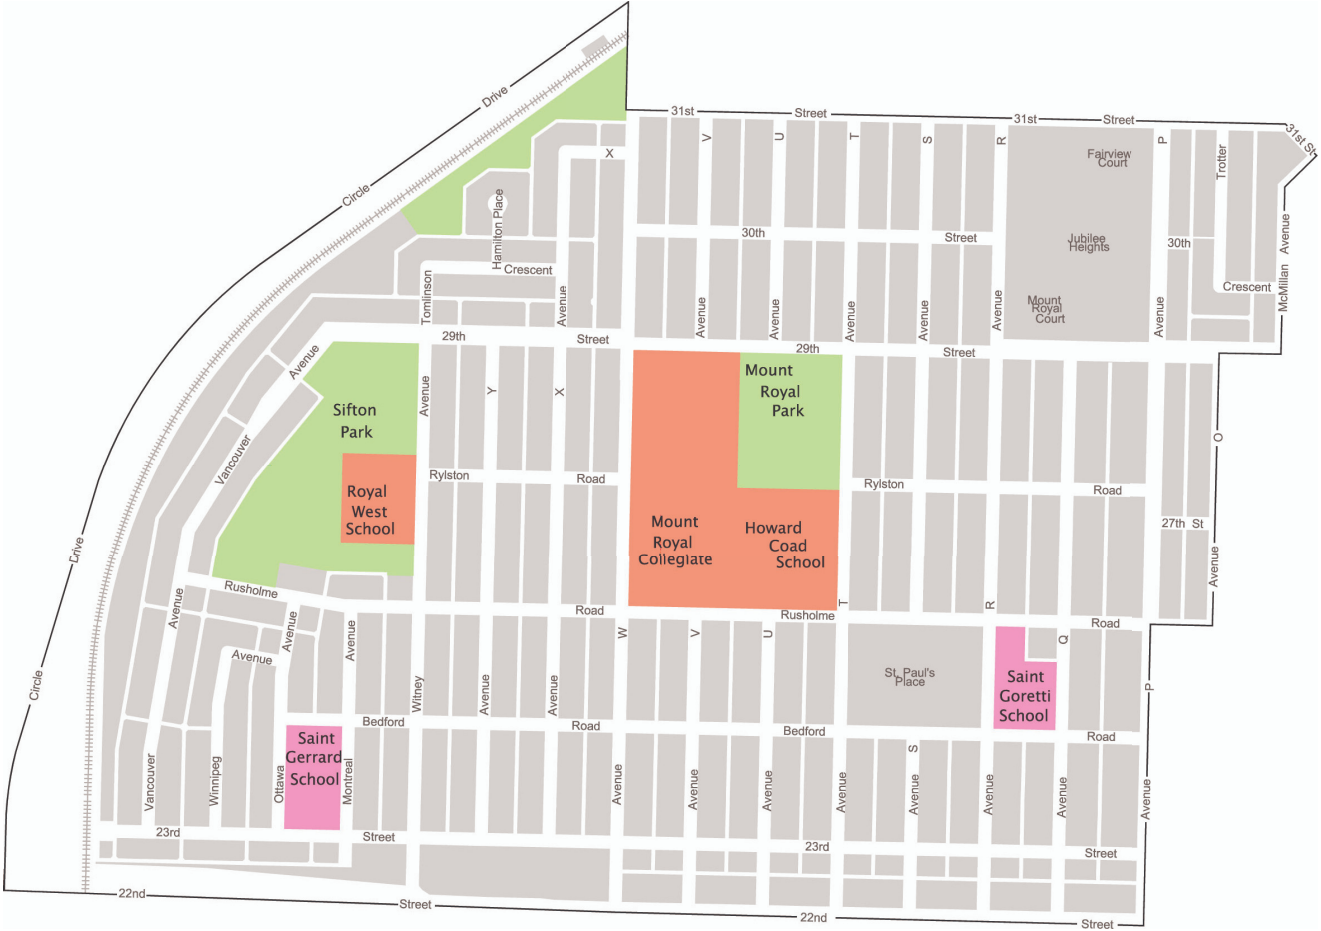 31st
Street
31st
Street
31st St
Drive
Circle
X
V
U
T
S
R
P
Trotter
Fairview
Court
Hamilton Place
30th
Street
Jubilee
Heights
30th
Avenue
Crescent
Tomlinson
Avenue
Avenue
Avenue
Avenue
Avenue
Avenue
Mount
Royal
Court
Avenue
Crescent
McMillan
29th
Street
29th
Street
Avenue
Mount
Royal
Park
Avenue
Y
X
Sifton
Park
Vancouver
O
Rylston
Road
Rylston
Road
Royal
West
School
Mount
Royal
Collegiate
Howard
Coad
School
27th St
Drive
Avenue
Rusholme
Avenue
Road
Rusholme
T
R
Road
Avenue
Avenue
W
V
U
Q
Avenue
St. Paul's
Place
Saint
Goretti
School
Circle
Witney
Avenue
Avenue
P
Bedford
Road
Bedford
Road
Saint
Gerrard
School
S
Vancouver
Winnipeg
Ottawa
Montreal
Avenue
Avenue
Avenue
Avenue
Avenue
Avenue
Avenue
Avenue
23rd
Street
23rd
Street
22nd
Street
22nd
Street